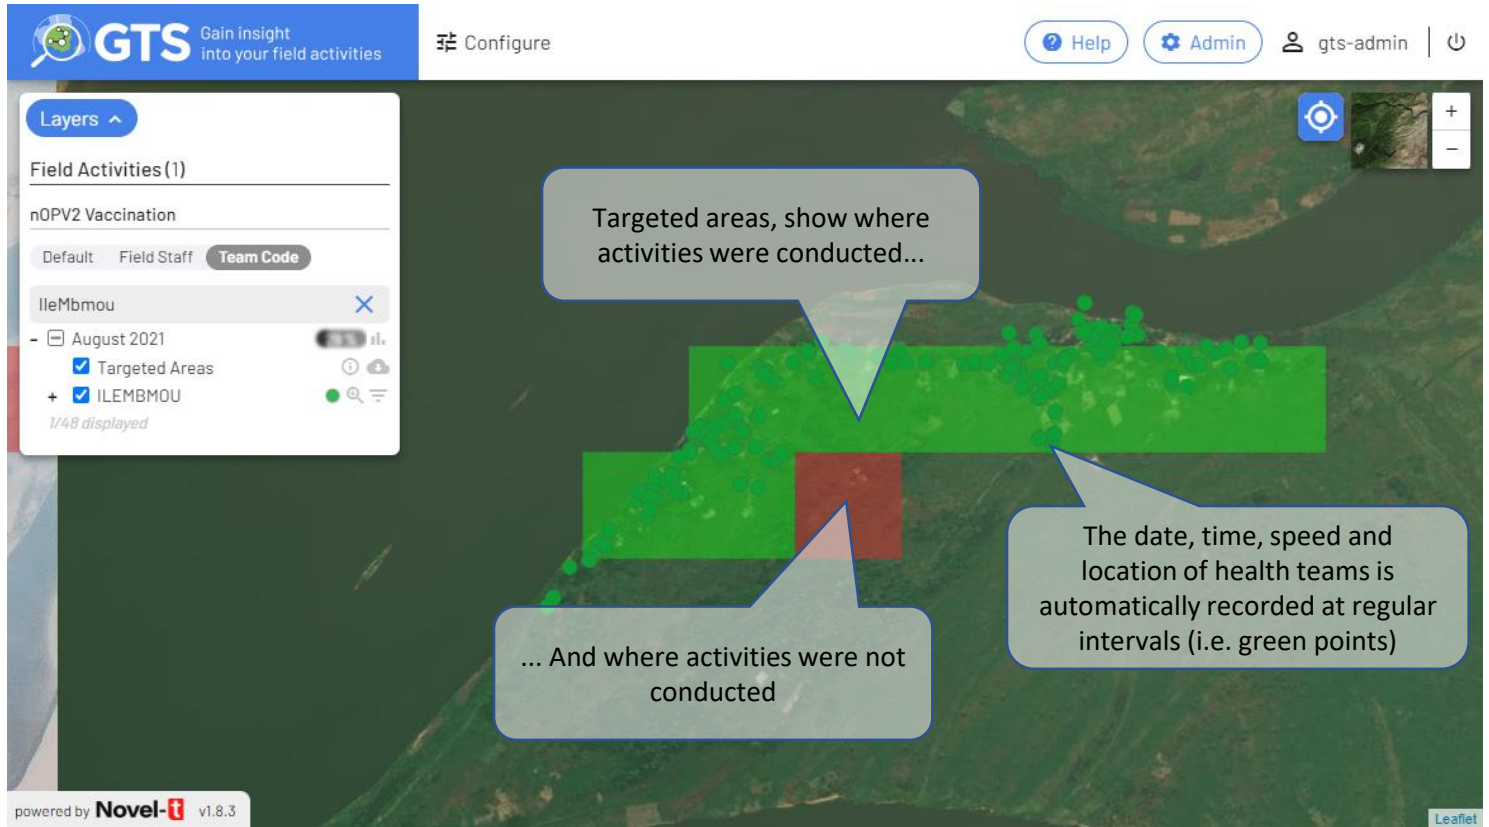 GTS
Gain insight
into your field activities
Configure
Help
Admin
gts-admin
Layers
Field Activities (1)
nOPV2 Vaccination
Default Field Staff Team Code
IleMbmou
August 2021
Targeted Areas
ILEMBMOU
1/48 displayed
+
−
Targeted areas, show where
activities were conducted...
... And where activities were not
conducted
The date, time, speed and
location of health teams is
automatically recorded at regular
intervals (i.e. green points)
powered by Novel-t v1.8.3
Leaflet